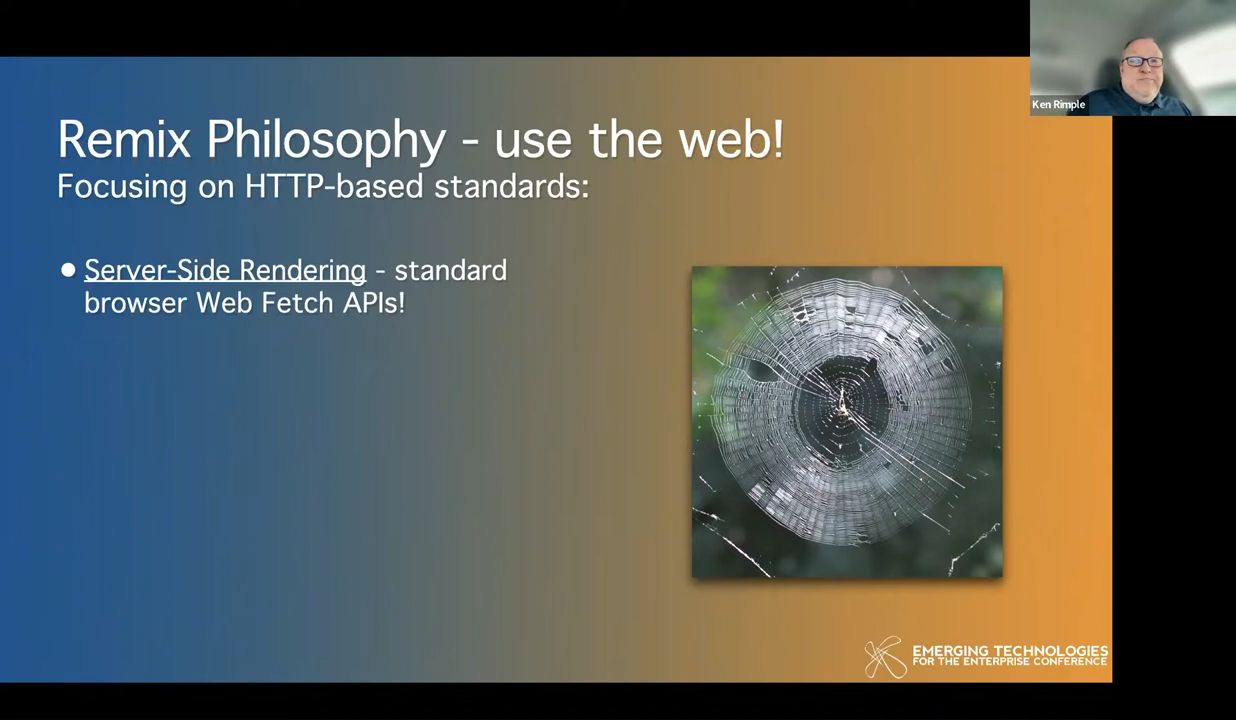 Ken Rimple
Remix Philosophy - use the web!
Focusing on HTTP-based standards:
● Server-Side Rendering - standard
browser Web Fetch APIs!
EMERGING TECHNOLOGIES
FOR THE ENTERPRISE CONFERENCE